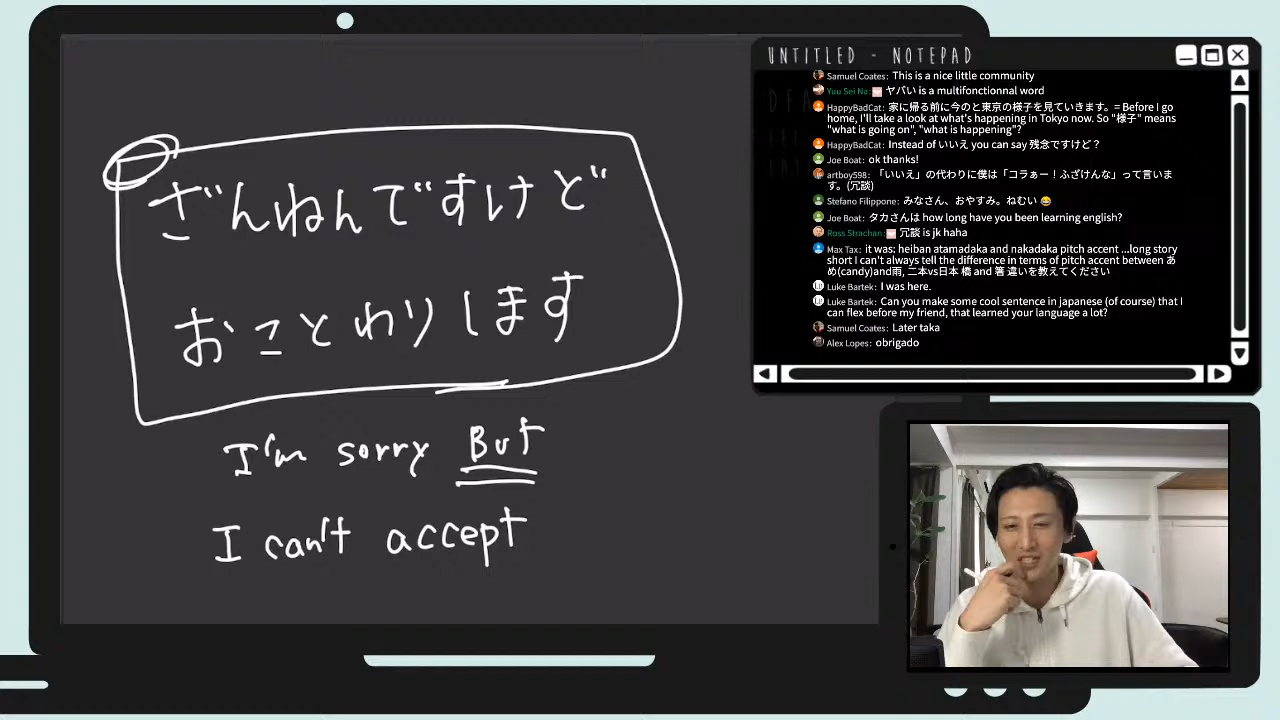 ざんねんですけど
おことわりします
I'm sorry But
I can't accept
UNTITLED - NOTEPAD
Samuel Coates: This is a nice little community
Yuu Sei Na: ヤバい is a multifonctionnal word
HappyBadCat: 家に帰る前に今のと東京の様子を見ていきます。= Before I go
home, I'll take a look at what's happening in Tokyo now. So "様子" means
"what is going on", "what is happening"?
HappyBadCat: Instead of いいえ you can say 残念ですけど？
Joe Boat: ok thanks!
artboy598: 「いいえ」の代わりに僕は「コラぁー！ふざけんな」って言いま
す。(冗談)
Stefano Filippone: みなさん、おやすみ。ねむい 😂
Joe Boat: タカさんは how long have you been learning english?
Ross Strachan: 冗談 is jk haha
Max Tax: it was: heiban atamadaka and nakadaka pitch accent ...long story
short I can't always tell the difference in terms of pitch accent between あ
め(candy)and雨, 二本vs日本 橋 and 箸 違いを教えてください
Luke Bartek: I was here.
Luke Bartek: Can you make some cool sentence in japanese (of course) that I
can flex before my friend, that learned your language a lot?
Samuel Coates: Later taka
Alex Lopes: obrigado